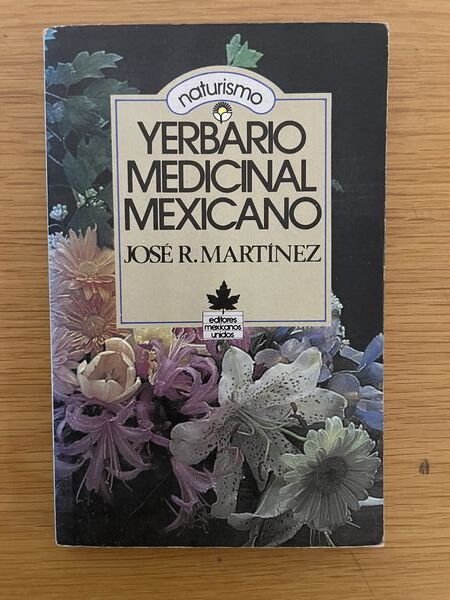 naturismo
YERBARIO
MEDICINAL
MEXICANO
JOSÉ R. MARTÍNEZ
editores
mexicanos
unidos